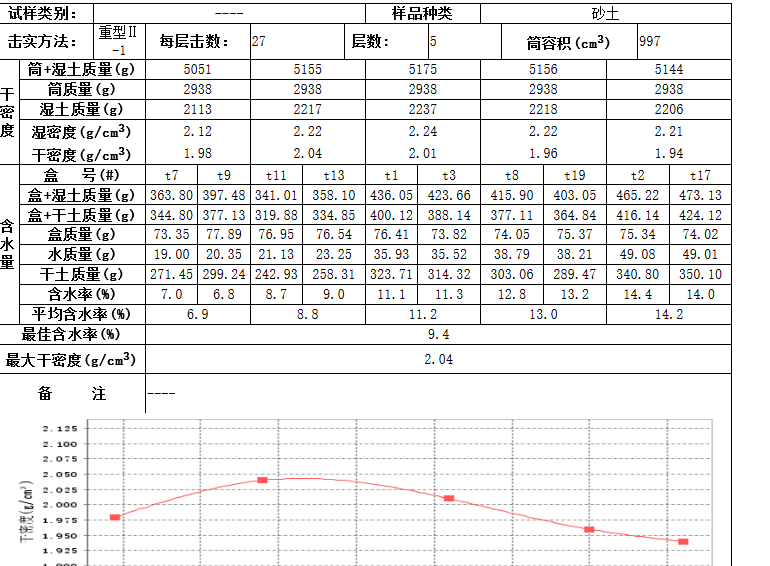 试样类别： ---- 样品种类 砂土
击实方法： 重型Ⅱ-1 每层击数： 27 层数： 5 筒容积(cm³) 997
干密度
筒+湿土质量(g) 5051 5155 5175 5156 5144
筒质量(g) 2938 2938 2938 2938 2938
湿土质量(g) 2113 2217 2237 2218 2206
湿密度(g/cm³) 2.12 2.22 2.24 2.22 2.21
干密度(g/cm³) 1.98 2.04 2.01 1.96 1.94
含水量
盒 号(#) t7 t9 t11 t13 t1 t3 t8 t19 t2 t17
盒+湿土质量(g) 363.80 397.48 341.01 358.10 436.05 423.66 415.90 403.05 465.22 473.13
盒+干土质量(g) 344.80 377.13 319.88 334.85 400.12 388.14 377.11 364.84 416.14 424.12
盒质量(g) 73.35 77.89 76.95 76.54 76.41 73.82 74.05 75.37 75.34 74.02
水质量(g) 19.00 20.35 21.13 23.25 35.93 35.52 38.79 38.21 49.08 49.01
干土质量(g) 271.45 299.24 242.93 258.31 323.71 314.32 303.06 289.47 340.80 350.10
含水率(%) 7.0 6.8 8.7 9.0 11.1 11.3 12.8 13.2 14.4 14.0
平均含水率(%) 6.9 8.8 11.2 13.0 14.2
最佳含水率(%) 9.4
最大干密度(g/cm³) 2.04
备 注 ----
干密度(g/cm³)
2.125
2.100
2.075
2.050
2.025
2.000
1.975
1.950
1.925